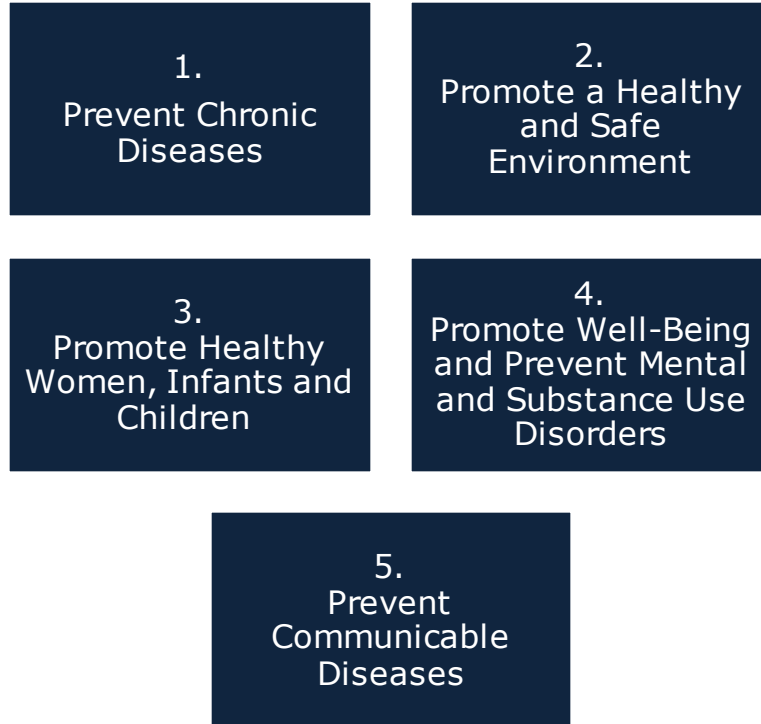 1.
Prevent Chronic
Diseases
2.
Promote a Healthy
and Safe
Environment
3.
Promote Healthy
Women, Infants and
Children
4.
Promote Well-Being
and Prevent Mental
and Substance Use
Disorders
5.
Prevent
Communicable
Diseases